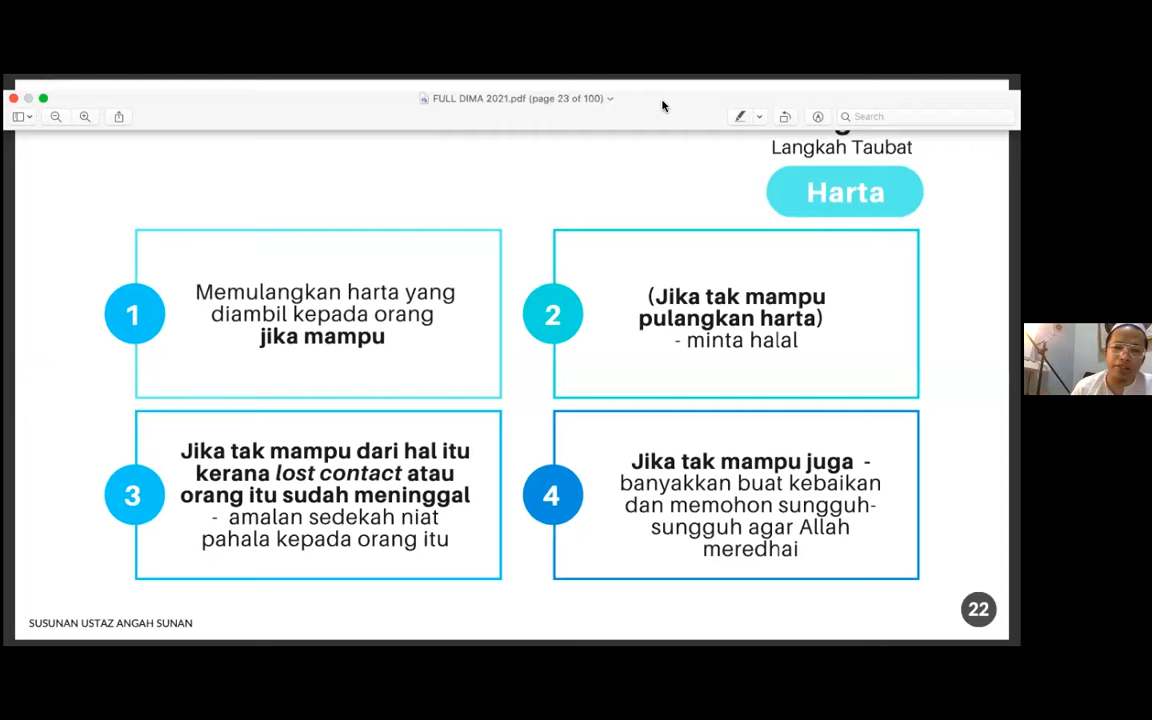 FULL DIMA 2021.pdf (page 23 of 100)
Search
Langkah Taubat
Harta
1
Memulangkan harta yang
diambil kepada orang
jika mampu
2
(Jika tak mampu
pulangkan harta)
- minta halal
3
Jika tak mampu dari hal itu
kerana lost contact atau
orang itu sudah meninggal
- amalan sedekah niat
pahala kepada orang itu
4
Jika tak mampu juga -
banyakkan buat kebaikan
dan memohon sungguh-
sungguh agar Allah
meredhai
SUSUNAN USTAZ ANGAH SUNAN
22